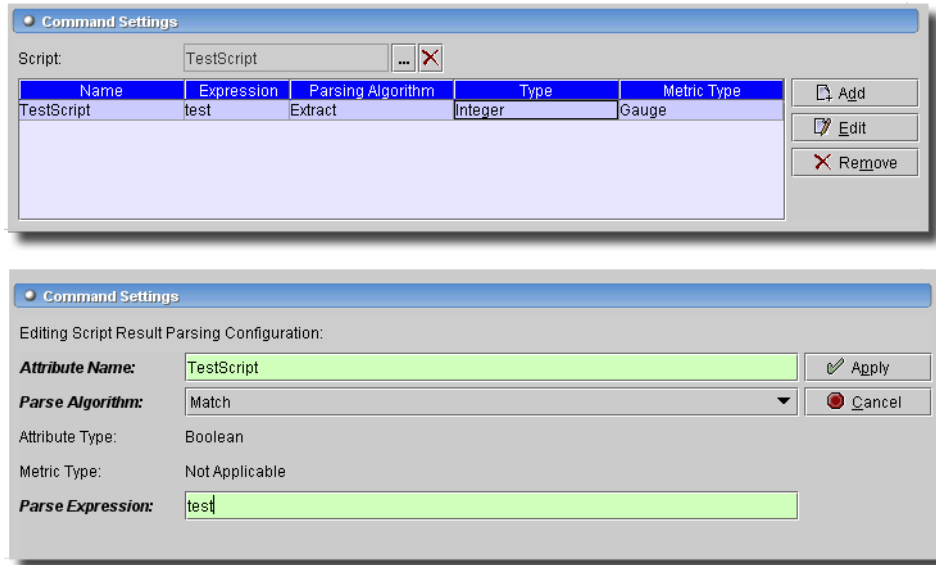 Command Settings
Script: TestScript ...
Name Expression Parsing Algorithm Type Metric Type
TestScript test Extract Integer Gauge
Add
Edit
Remove
Command Settings
Editing Script Result Parsing Configuration:
Attribute Name: TestScript Apply
Parse Algorithm: Match Cancel
Attribute Type: Boolean
Metric Type: Not Applicable
Parse Expression: test